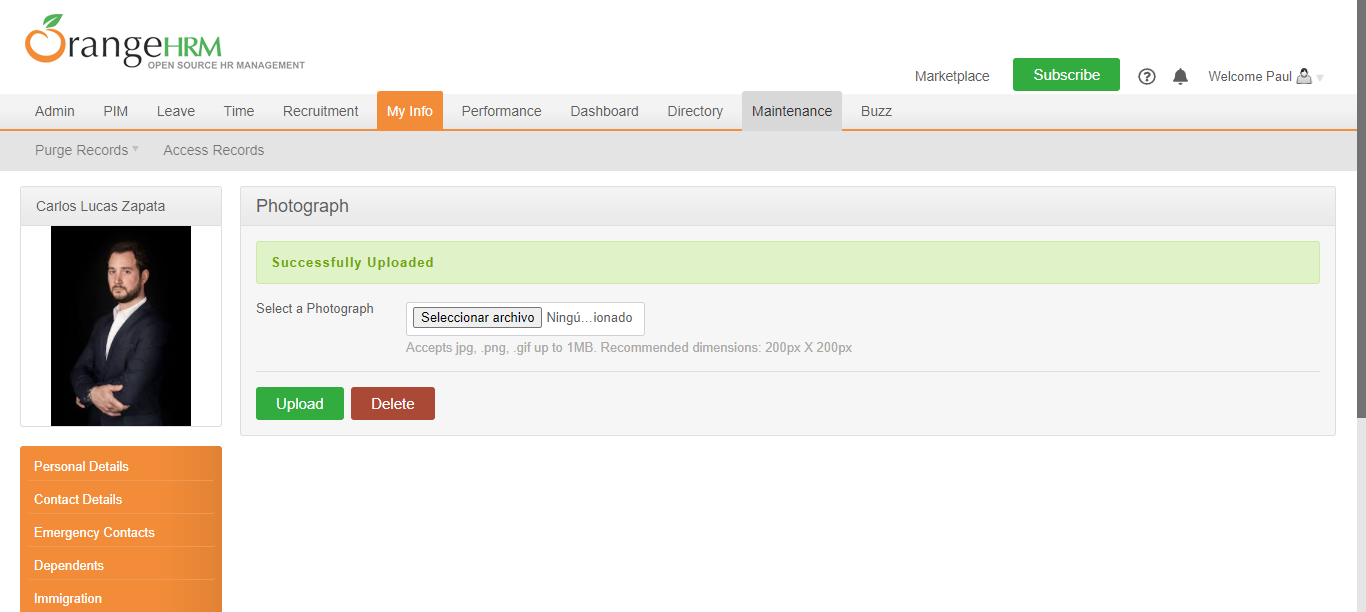 OrangeHRM
OPEN SOURCE HR MANAGEMENT
Marketplace Subscribe ? Welcome Paul
Admin PIM Leave Time Recruitment My Info Performance Dashboard Directory Maintenance Buzz
Purge Records Access Records
Carlos Lucas Zapata
Photograph
Successfully Uploaded
Select a Photograph Seleccionar archivo Ningú...ionado
Accepts jpg, .png, .gif up to 1MB. Recommended dimensions: 200px X 200px
Upload Delete
Personal Details
Contact Details
Emergency Contacts
Dependents
Immigration